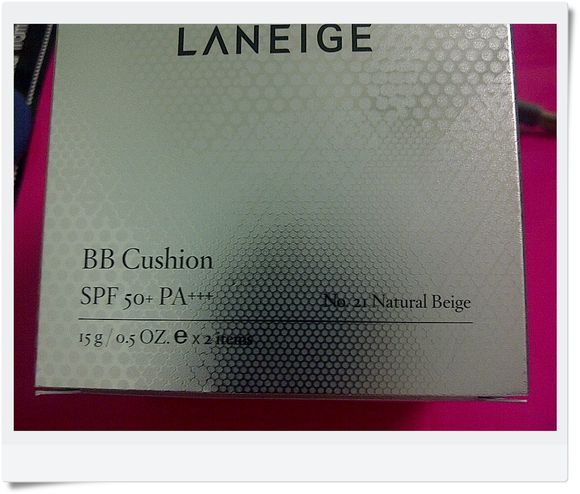 LANEIGE
BB Cushion
SPF 50+ PA+++
No. 21 Natural Beige
15 g / 0.5 OZ. e x 2 items